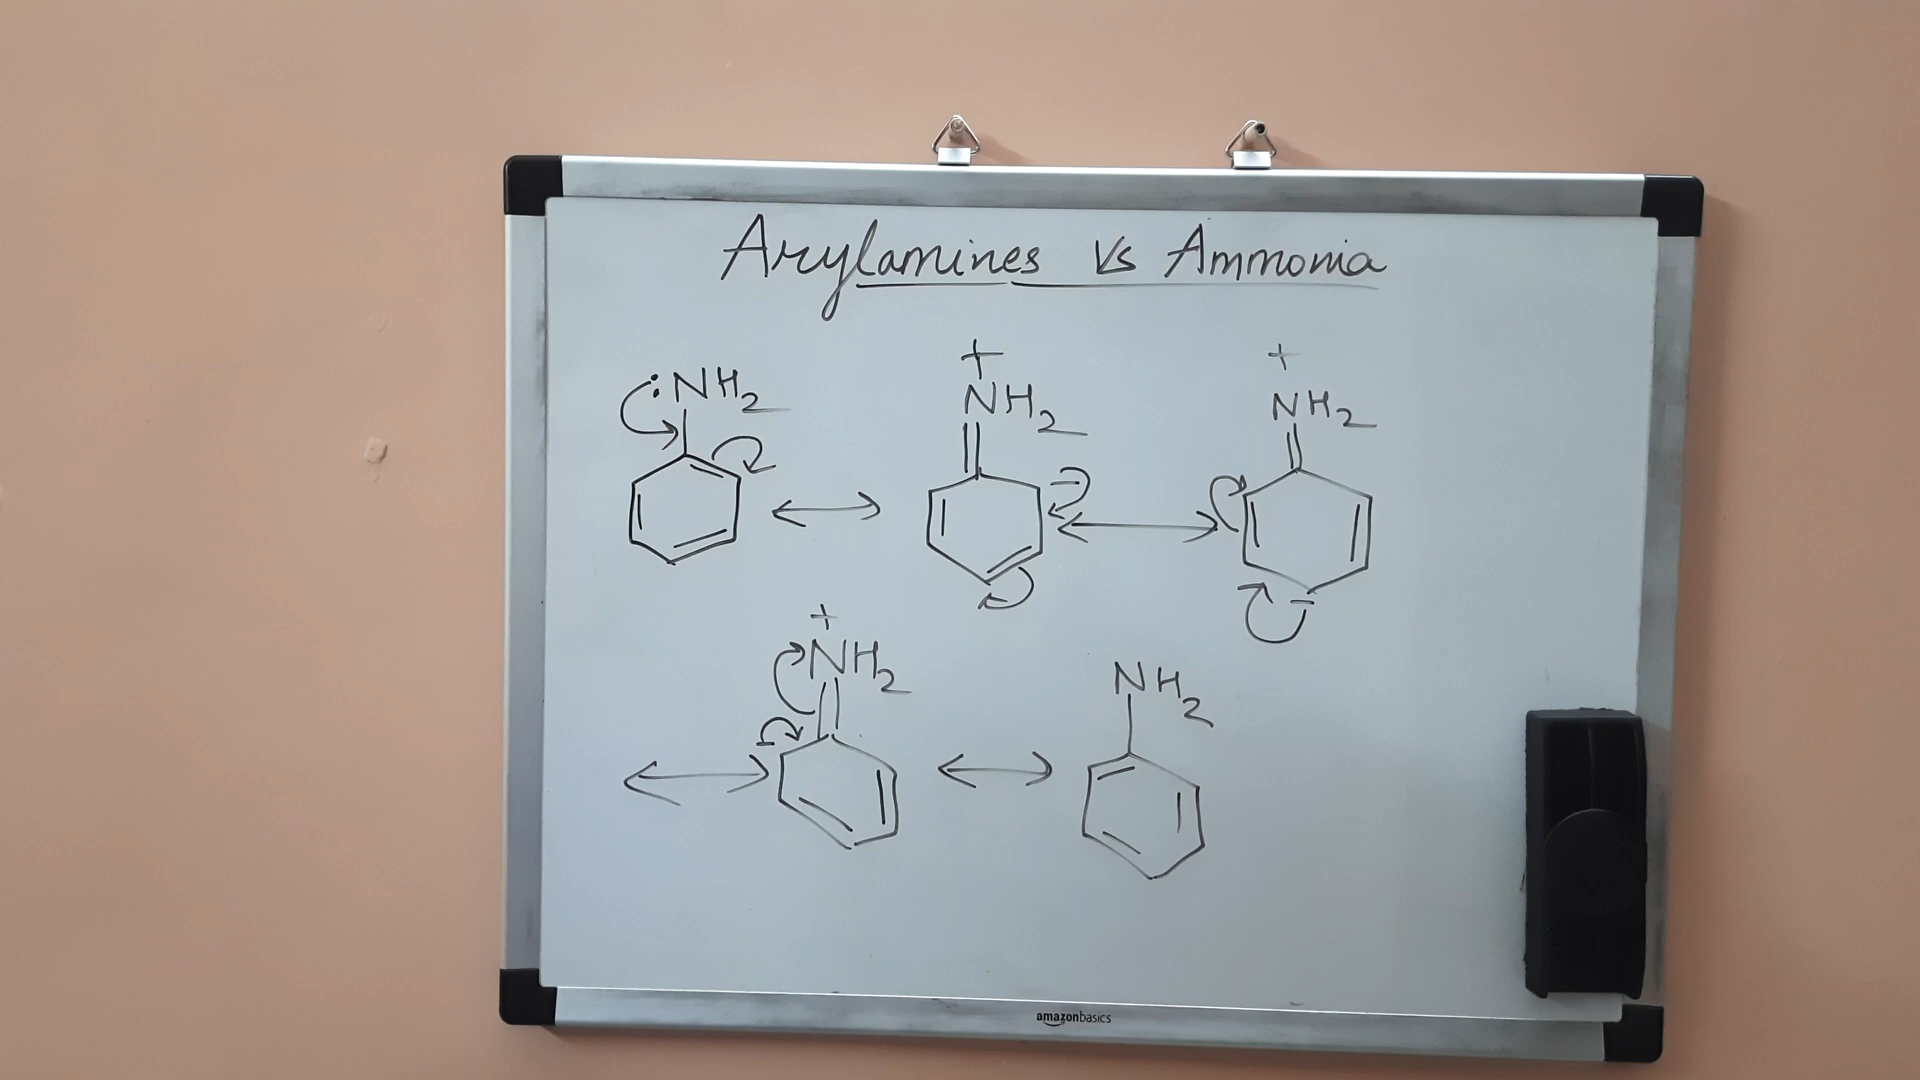 Arylamines Vs Ammonia
+ +
:NH2 NH2 NH2
+
NH2 NH2
amazonbasics